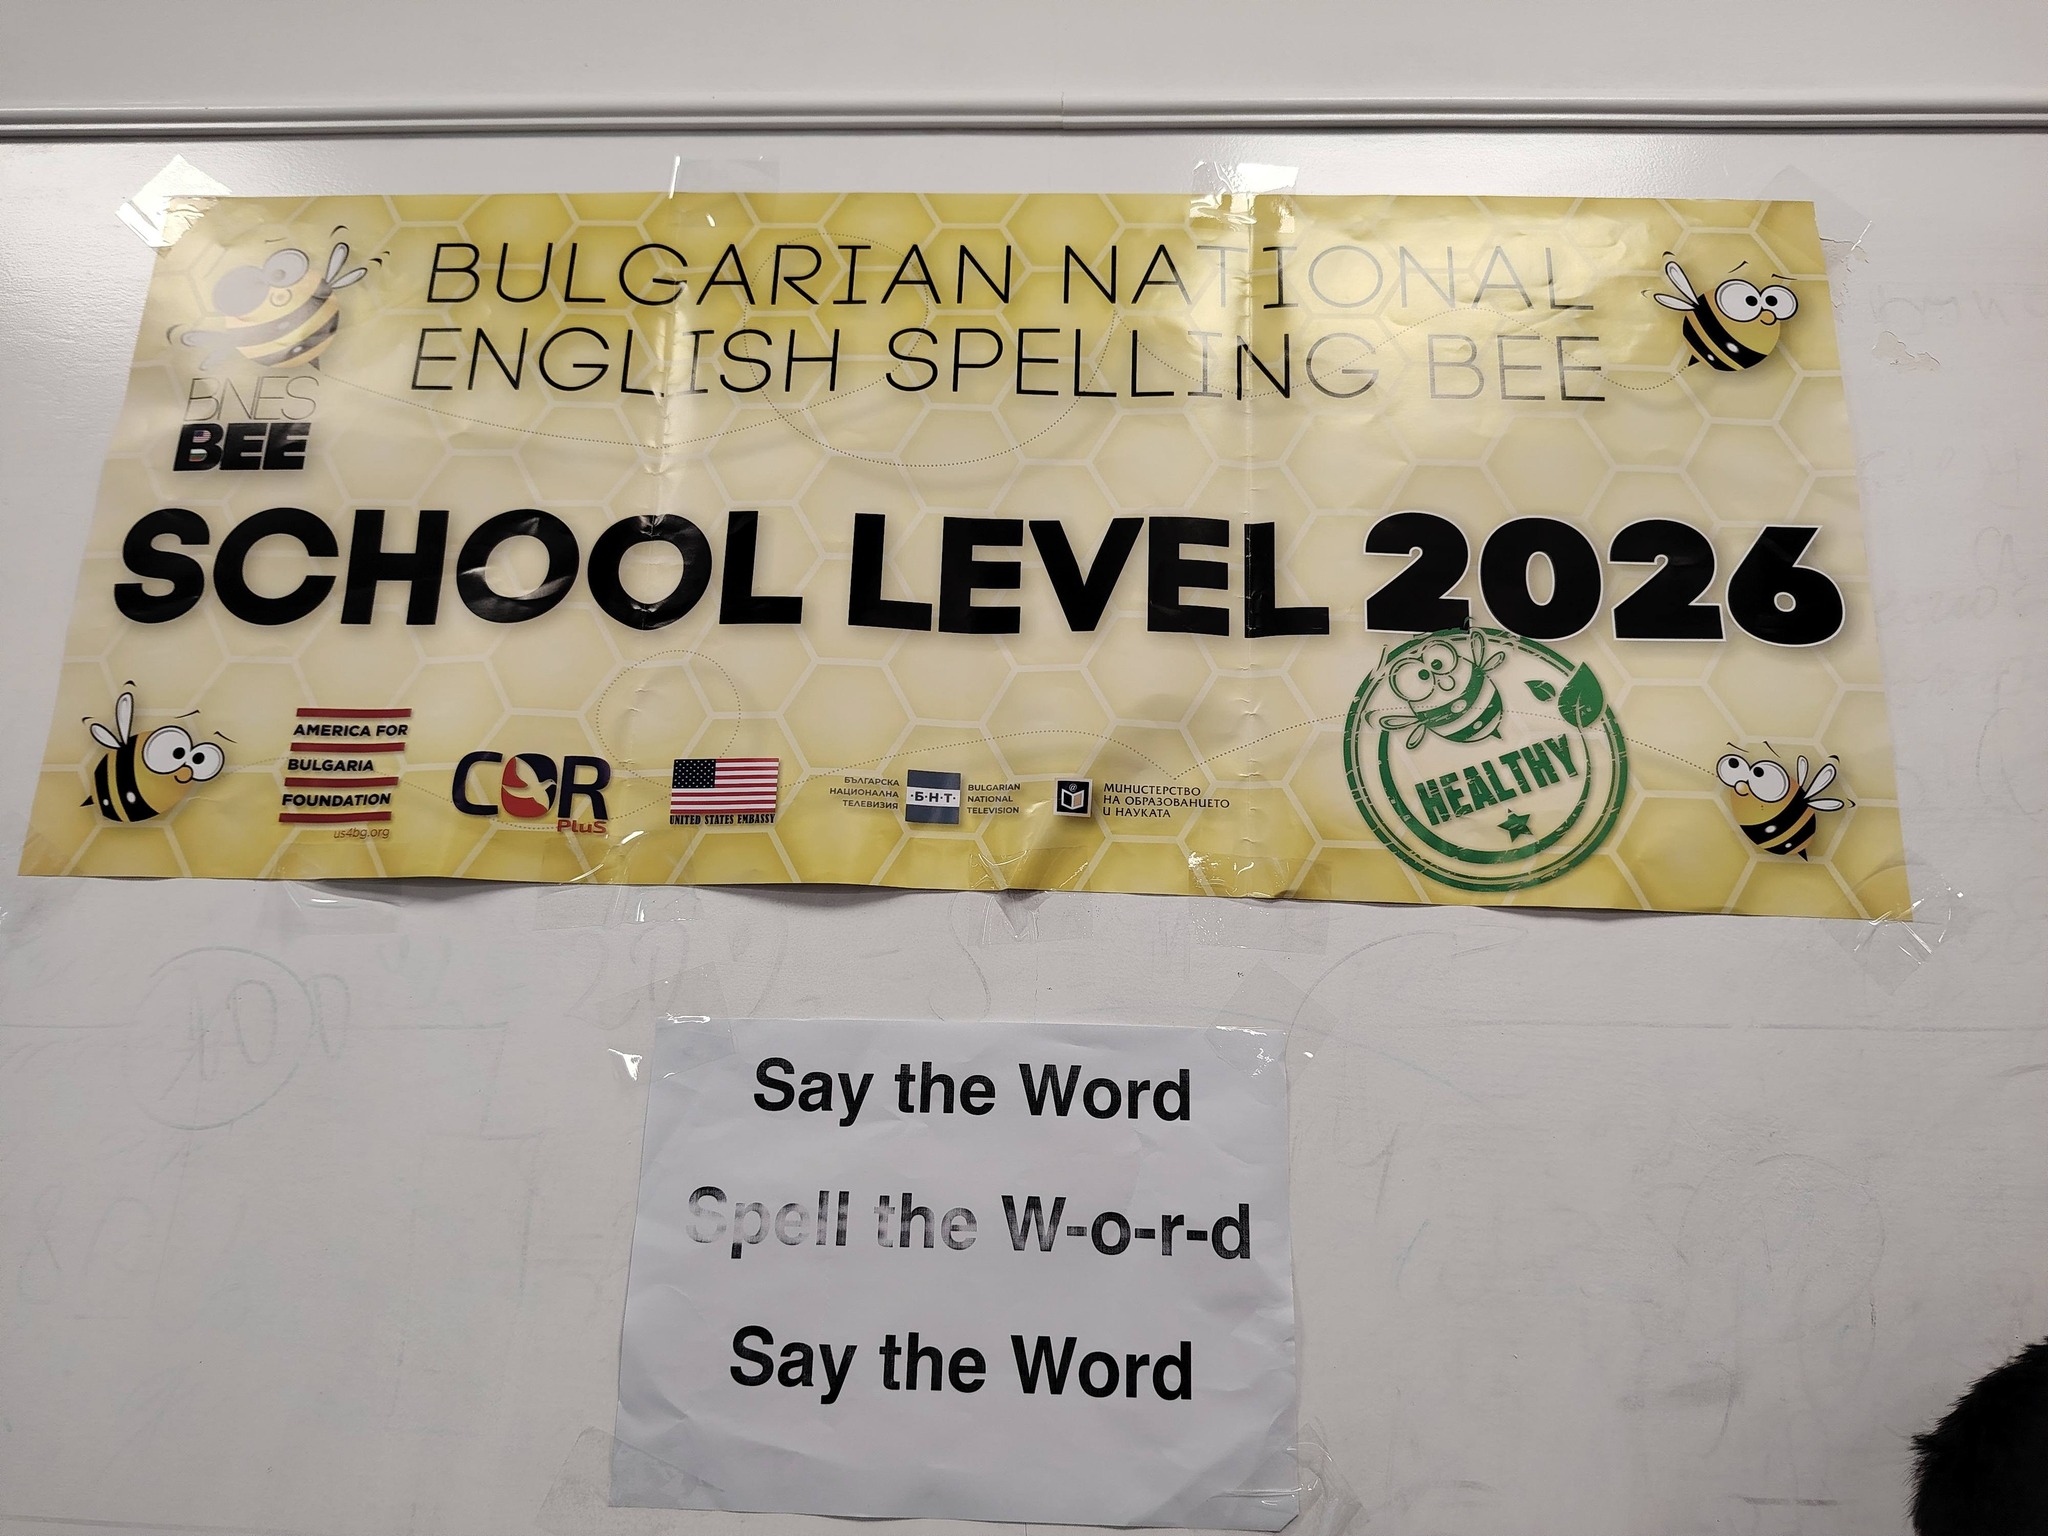 BULGARIAN NATIONAL
ENGLISH SPELLING BEE
BNES
BEE
SCHOOL LEVEL 2026
AMERICA FOR
BULGARIA
FOUNDATION
us4bg.org
COR
PluS
UNITED STATES EMBASSY
БЪЛГАРСКА
НАЦИОНАЛНА
ТЕЛЕВИЗИЯ
·Б·Н·Т·
BULGARIAN
NATIONAL
TELEVISION
МИНИСТЕРСТВО
НА ОБРАЗОВАНИЕТО
И НАУКАТА
HEALTHY
Say the Word
Spell the W-o-r-d
Say the Word